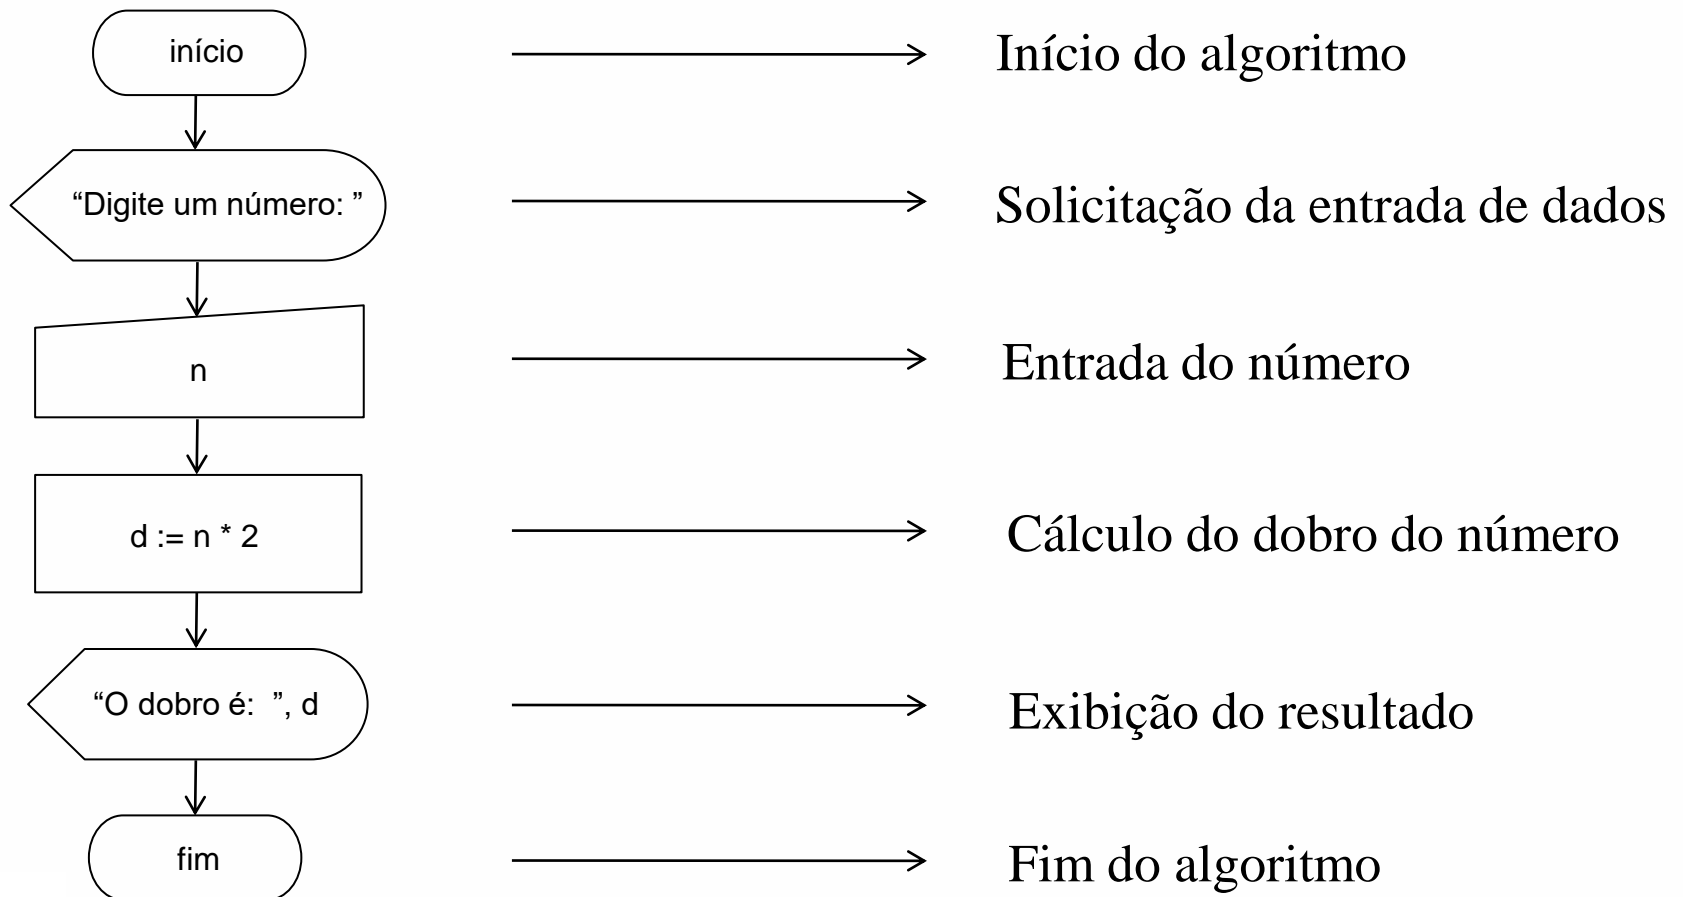 início
Início do algoritmo
“Digite um número: ”
Solicitação da entrada de dados
n
Entrada do número
d := n * 2
Cálculo do dobro do número
“O dobro é:  ”, d
Exibição do resultado
fim
Fim do algoritmo